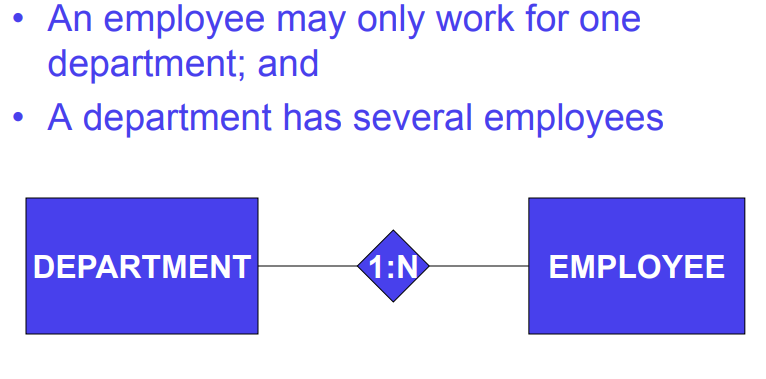 • An employee may only work for one
department; and
• A department has several employees
DEPARTMENT
1:N
EMPLOYEE